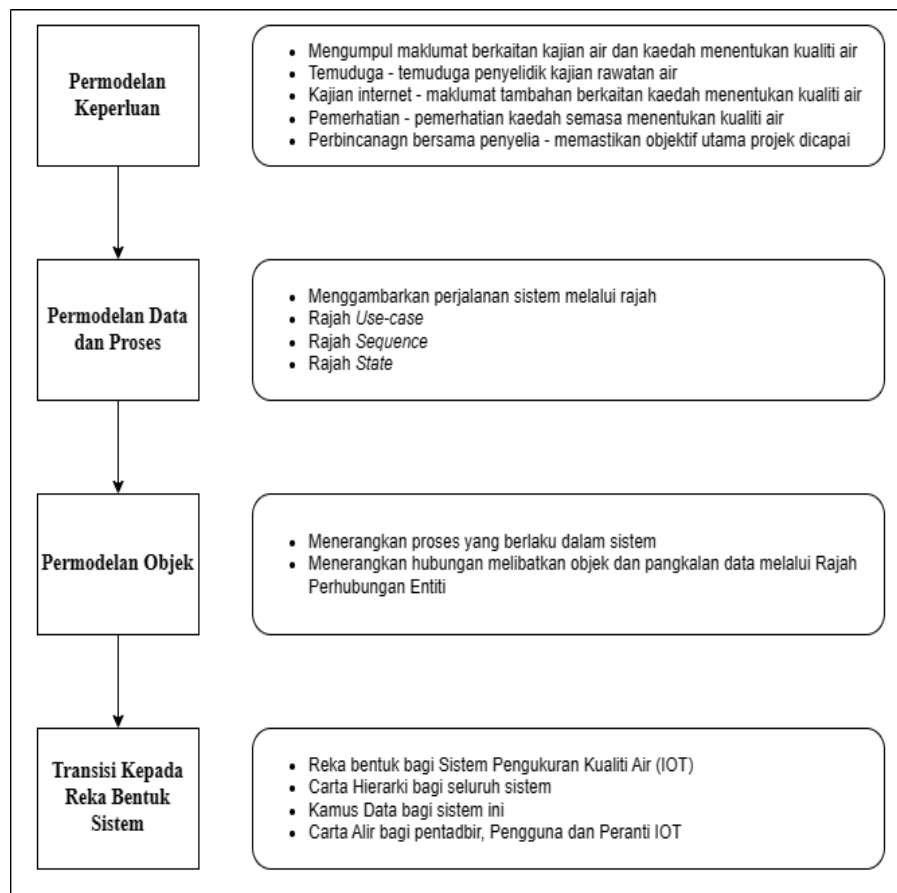 Permodelan
Keperluan
• Mengumpul maklumat berkaitan kajian air dan kaedah menentukan kualiti air
• Temuduga - temuduga penyelidik kajian rawatan air
• Kajian internet - maklumat tambahan berkaitan kaedah menentukan kualiti air
• Pemerhatian - pemerhatian kaedah semasa menentukan kualiti air
• Perbincanagn bersama penyelia - memastikan objektif utama projek dicapai
Permodelan Data
dan Proses
• Menggambarkan perjalanan sistem melalui rajah
• Rajah Use-case
• Rajah Sequence
• Rajah State
Permodelan Objek
• Menerangkan proses yang berlaku dalam sistem
• Menerangkan hubungan melibatkan objek dan pangkalan data melalui Rajah
Perhubungan Entiti
Transisi Kepada
Reka Bentuk
Sistem
• Reka bentuk bagi Sistem Pengukuran Kualiti Air (IOT)
• Carta Hierarki bagi seluruh sistem
• Kamus Data bagi sistem ini
• Carta Alir bagi pentadbir, Pengguna dan Peranti IOT